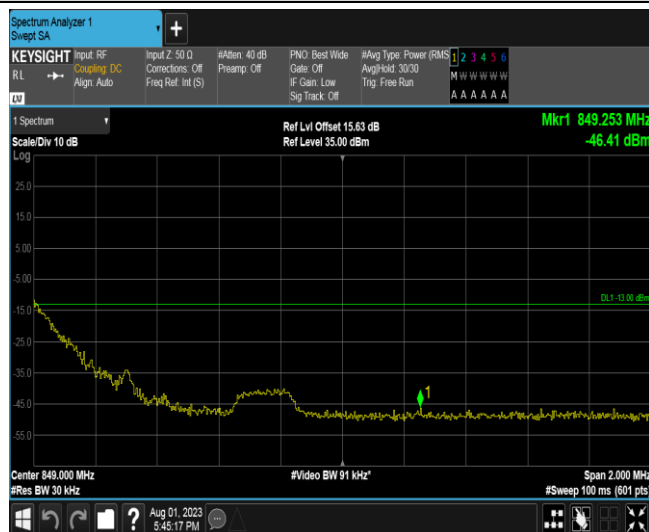 Spectrum Analyzer 1
Swept SA
KEYSIGHT
RL
LXI
Input: RF
Coupling: DC
Align: Auto
Input Z: 50 Ω
Corrections: Off
Freq Ref: Int (S)
#Atten: 40 dB
Preamp: Off
PNO: Best Wide
Gate: Off
IF Gain: Low
Sig Track: Off
#Avg Type: Power (RMS
Avg|Hold: 30/30
Trig: Free Run
1 2 3 4 5 6
M W W W W W
A A A A A A
1 Spectrum
Scale/Div 10 dB
Log
Ref Lvl Offset 15.63 dB
Ref Level 35.00 dBm
Mkr1 849.253 MHz
-46.41 dBm
25.0
15.0
5.00
-5.00
-15.0
-25.0
-35.0
-45.0
-55.0
DL1 -13.00 dBm
1
Center 849.000 MHz
#Res BW 30 kHz
#Video BW 91 kHz*
Span 2.000 MHz
#Sweep 100 ms (601 pts)
?
Aug 01, 2023
5:45:17 PM